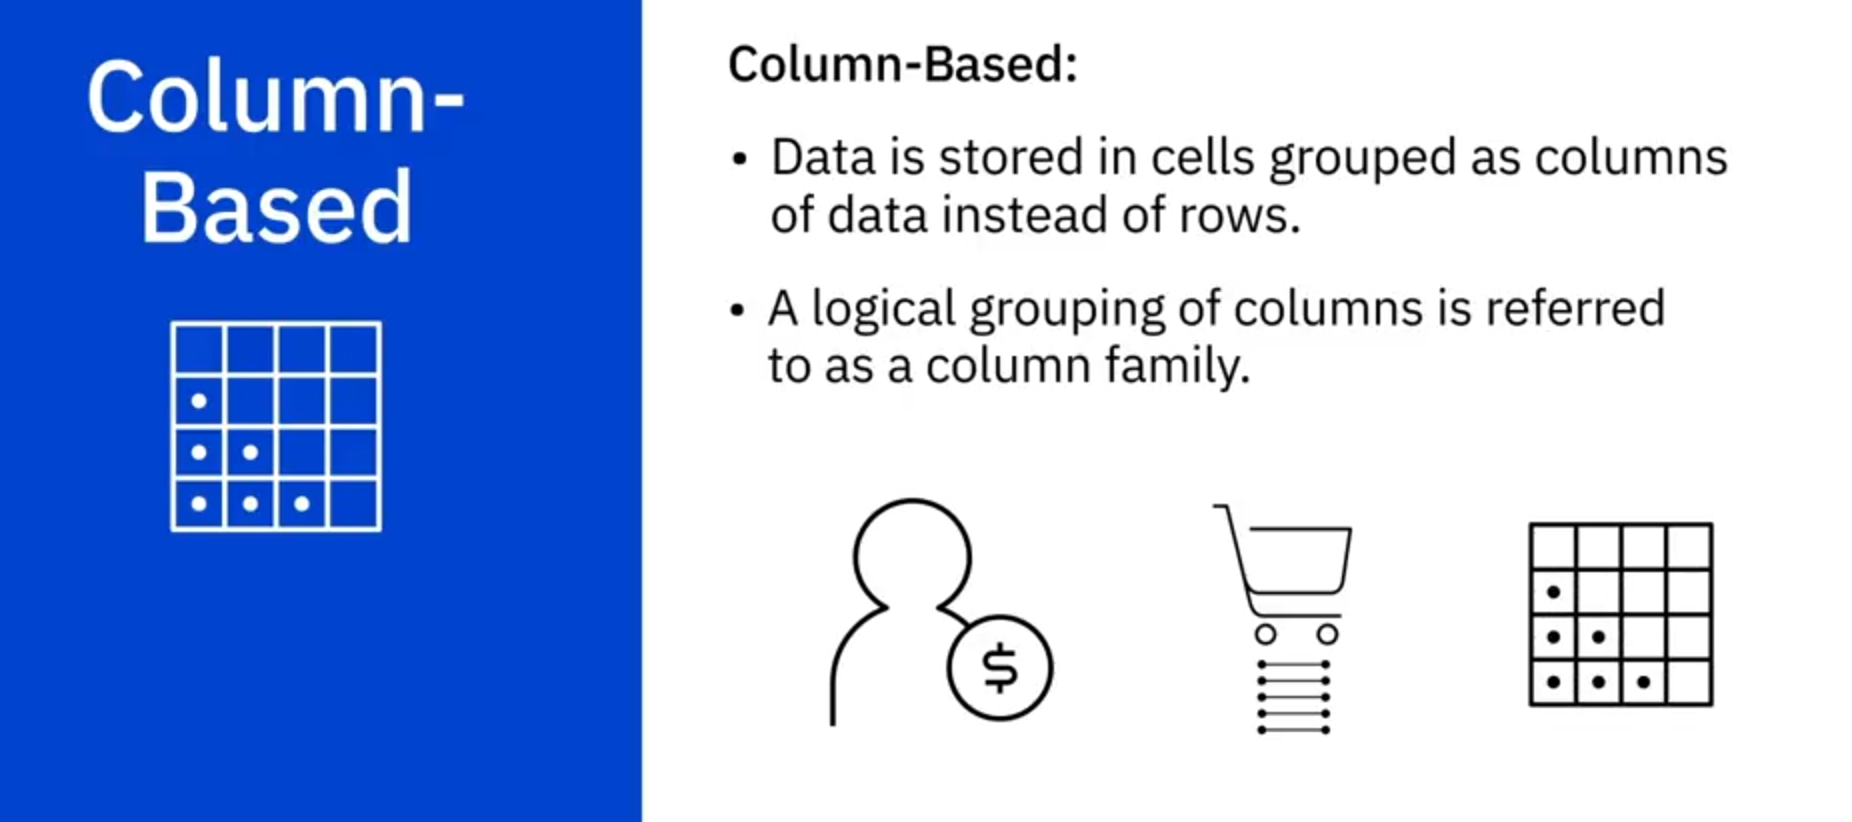 Column-
Based
Column-Based:
• Data is stored in cells grouped as columns
of data instead of rows.
• A logical grouping of columns is referred
to as a column family.
$